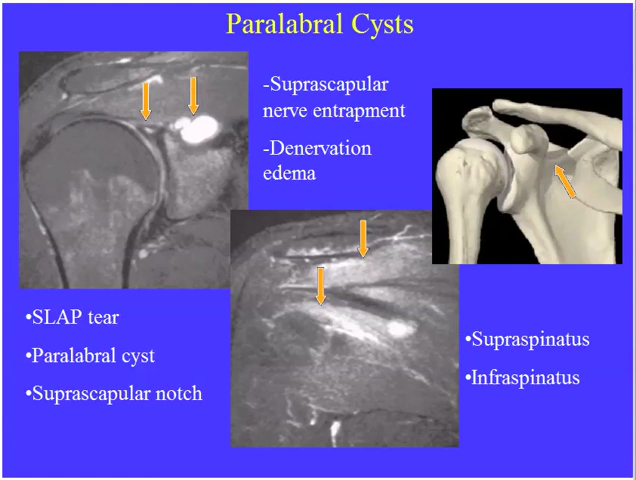 Paralabral Cysts
-Suprascapular
nerve entrapment
-Denervation
edema
•SLAP tear
•Paralabral cyst
•Suprascapular notch
•Supraspinatus
•Infraspinatus